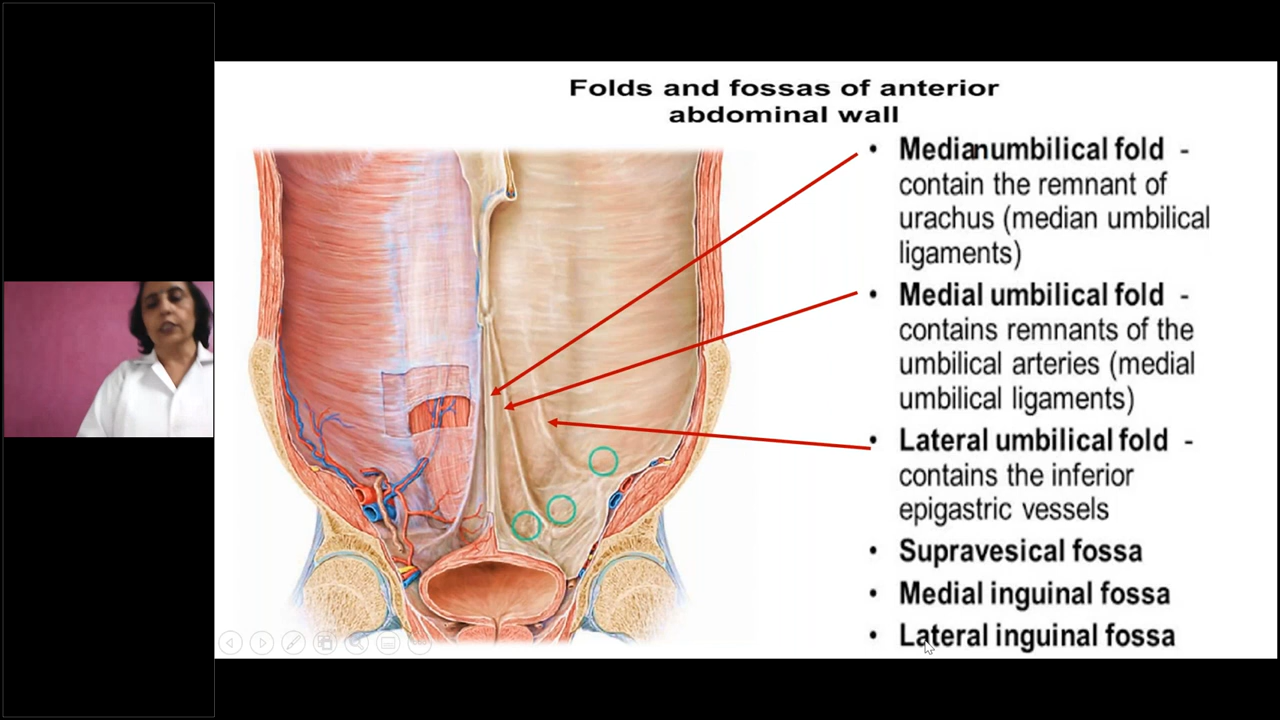 Folds and fossas of anterior
abdominal wall
• Medianumbilical fold -
contain the remnant of
urachus (median umbilical
ligaments)
• Medial umbilical fold -
contains remnants of the
umbilical arteries (medial
umbilical ligaments)
• Lateral umbilical fold -
contains the inferior
epigastric vessels
• Supravesical fossa
• Medial inguinal fossa
• Lateral inguinal fossa